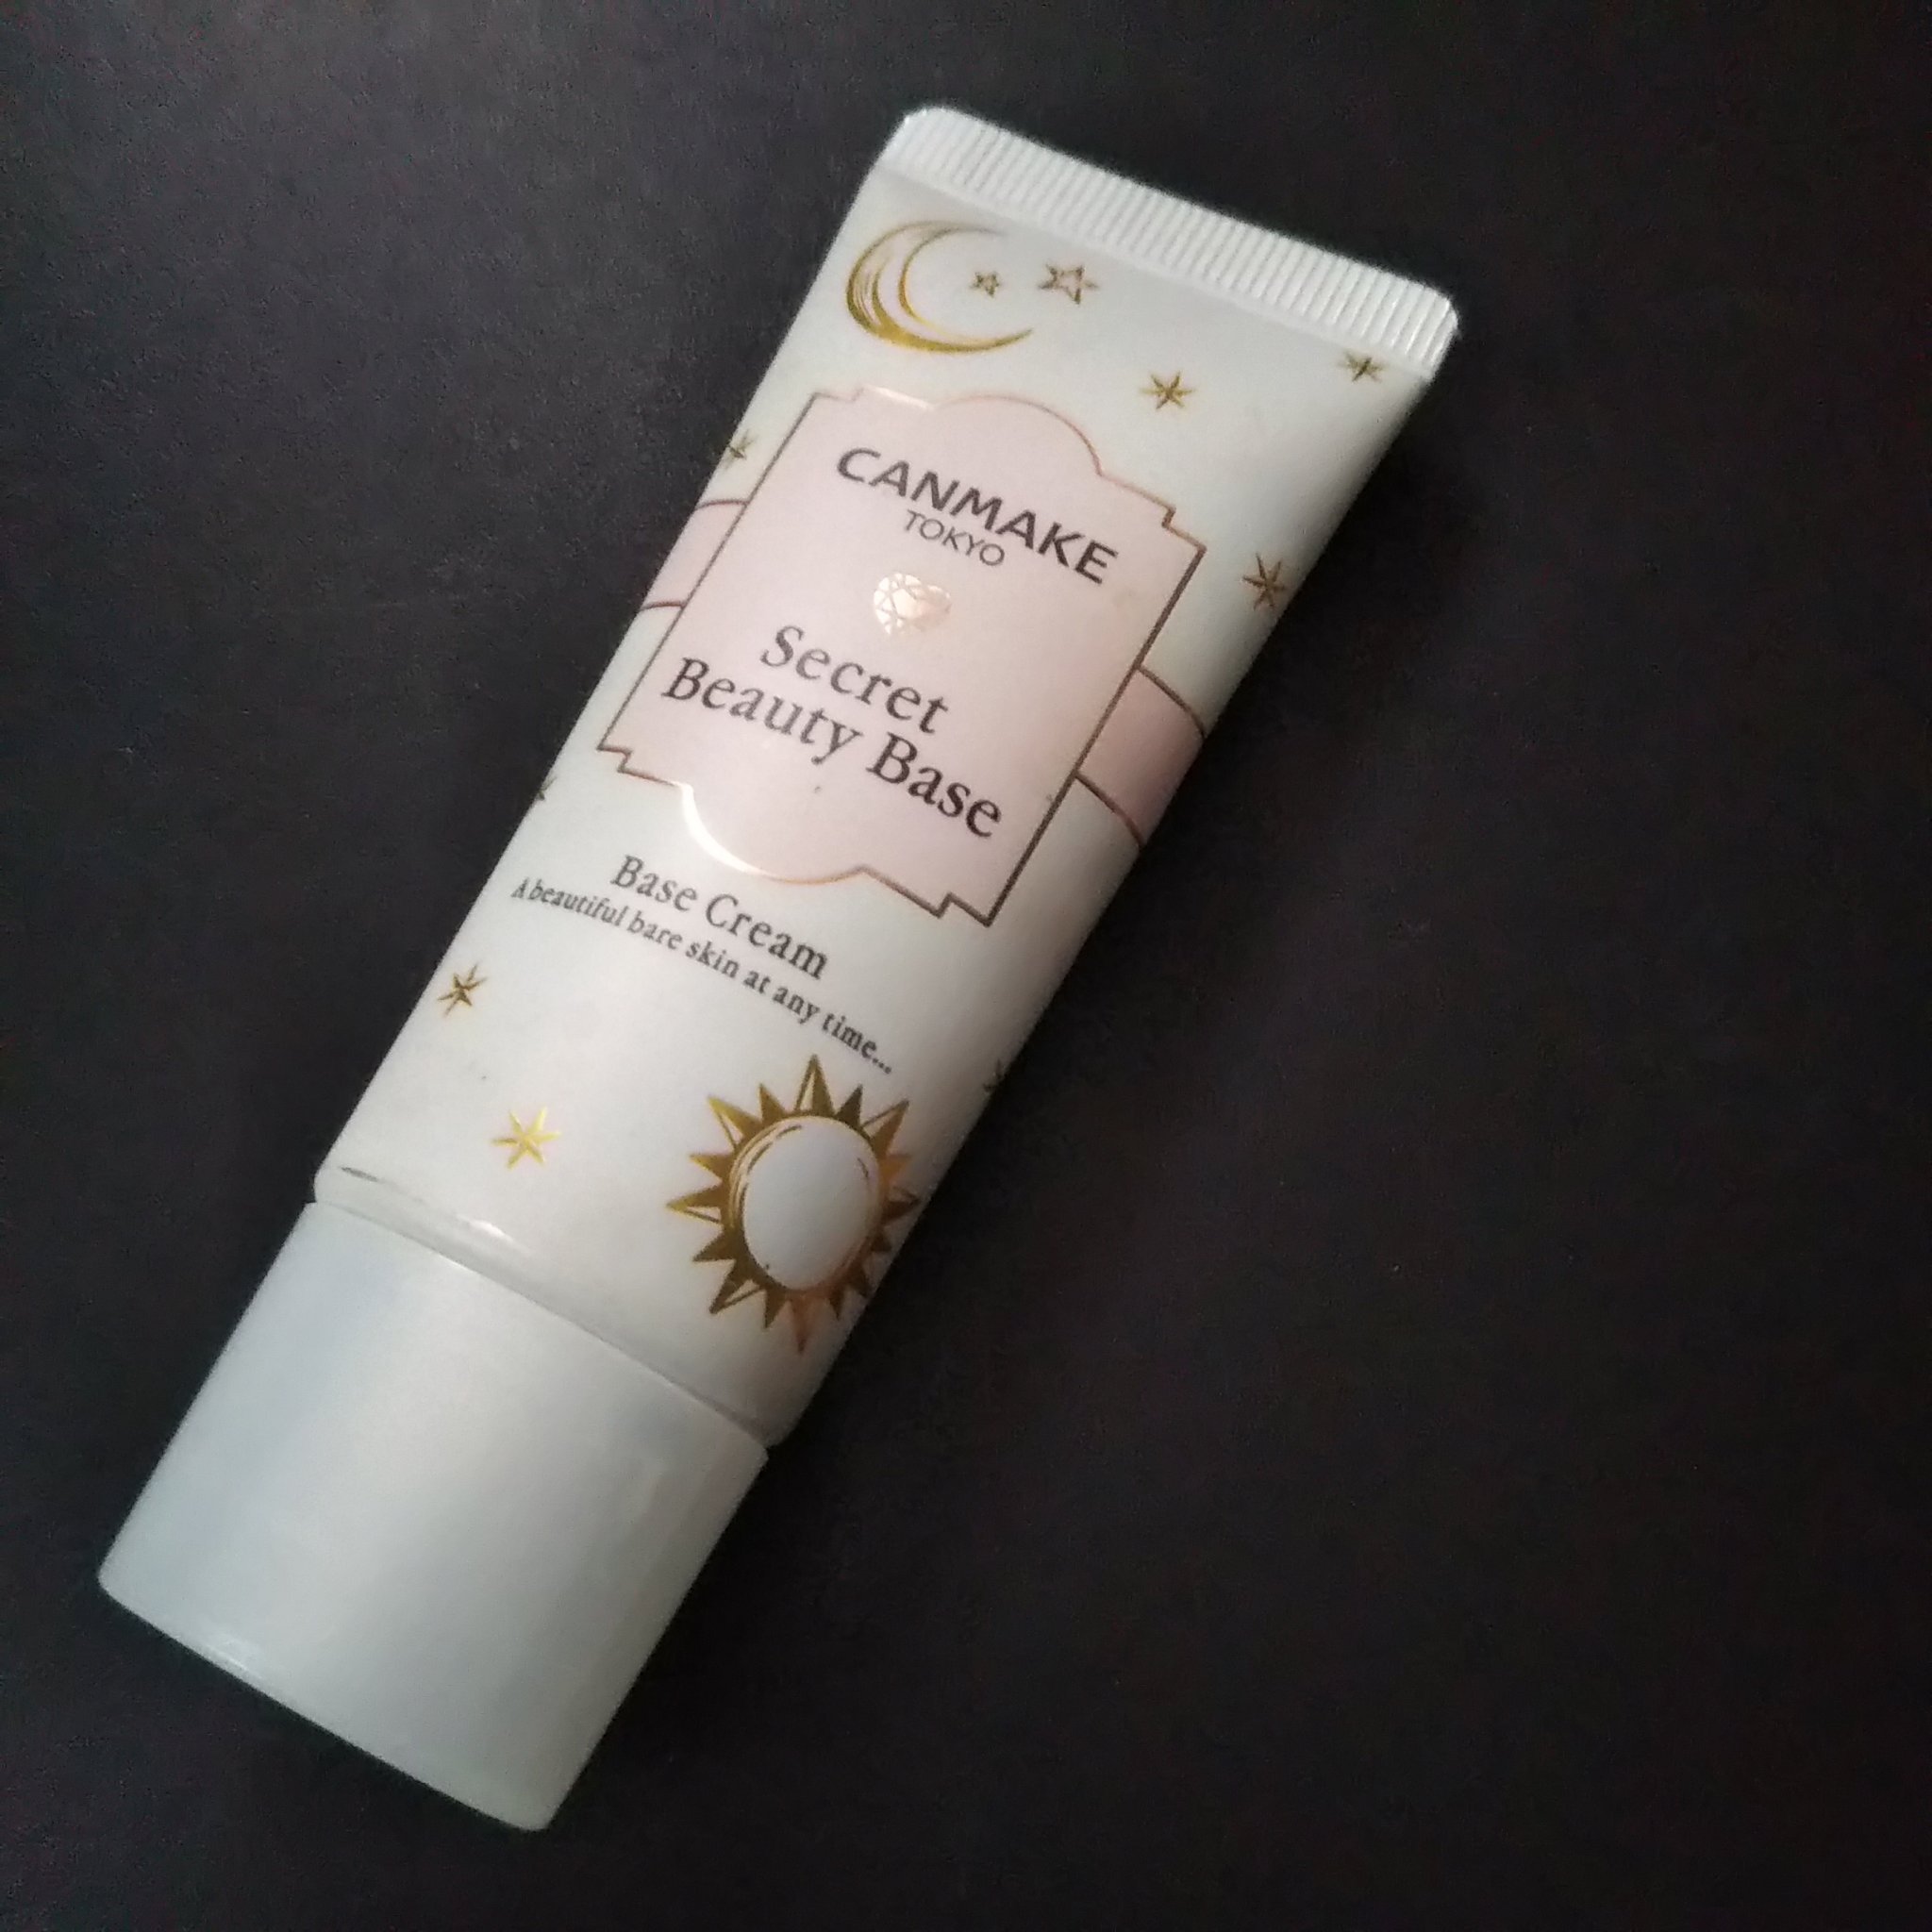 CANMAKE
TOKYO
Secret
Beauty Base
Base Cream
A beautiful bare skin at any time...